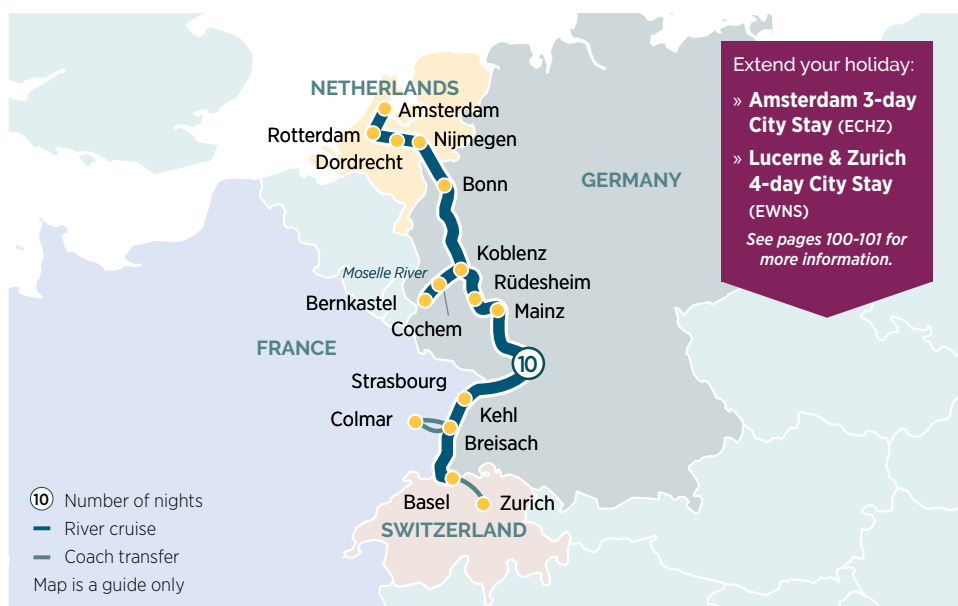 NETHERLANDS
Amsterdam
Rotterdam
Nijmegen
Dordrecht
Bonn
GERMANY
Koblenz
Moselle River
Rüdesheim
Bernkastel
Mainz
Cochem
FRANCE
10
Strasbourg
Kehl
Colmar
Breisach
Basel
Zurich
SWITZERLAND
Extend your holiday:
» Amsterdam 3-day
City Stay (ECHZ)
» Lucerne & Zurich
4-day City Stay
(EWNS)
See pages 100-101 for
more information.
10 Number of nights
River cruise
Coach transfer
Map is a guide only